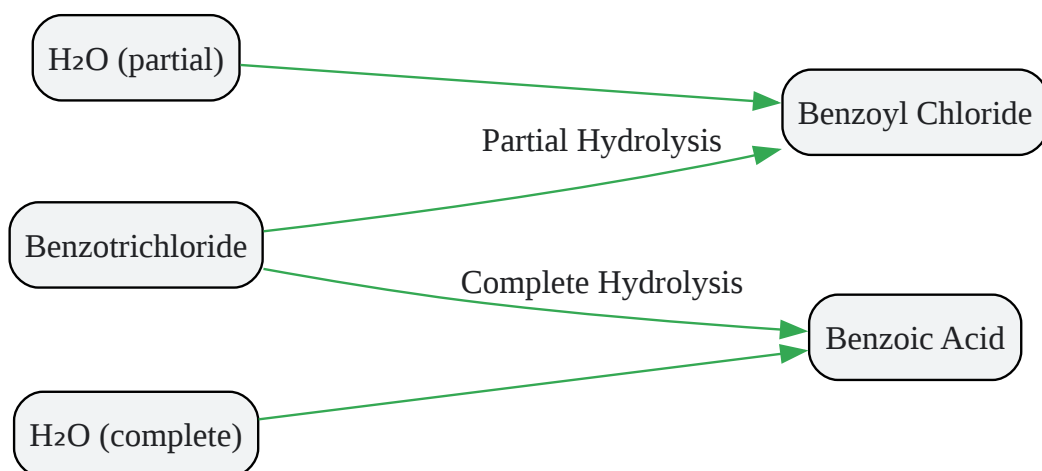 H₂O (partial)
Benzoyl Chloride
Partial Hydrolysis
Benzotrichloride
Complete Hydrolysis
Benzoic Acid
H₂O (complete)